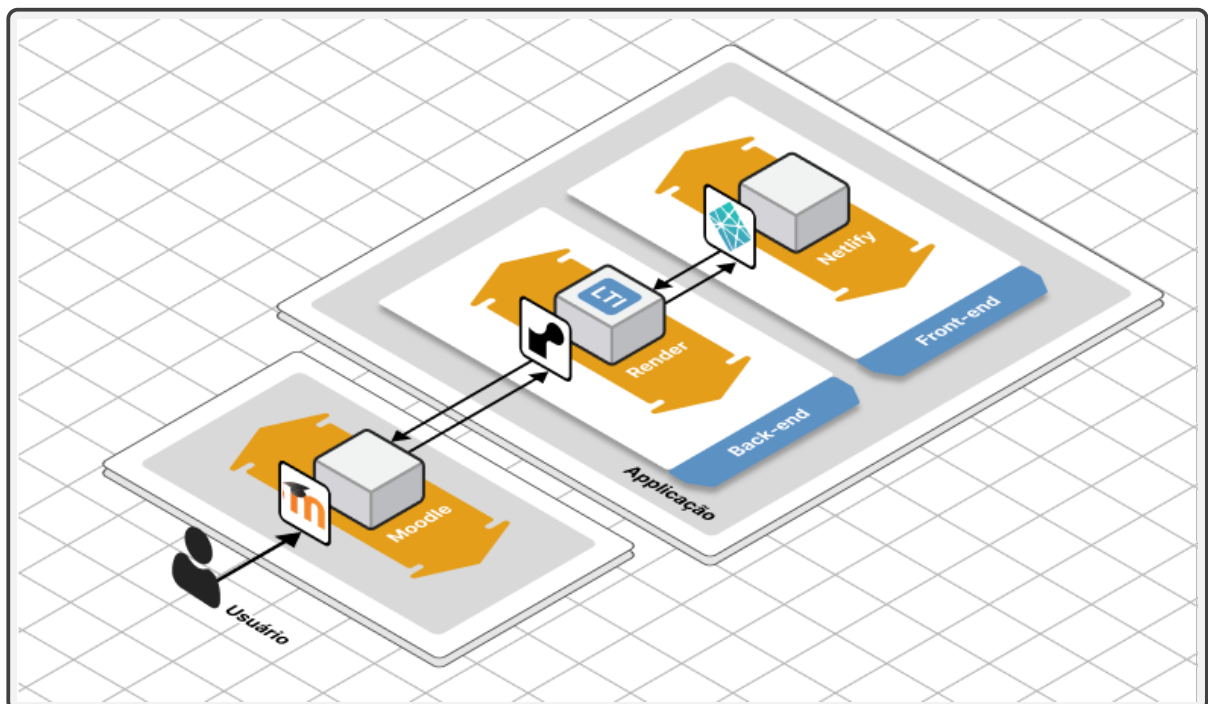 Netlify
Front-end
LTI
Render
Back-end
Applicação
m
Moodle
Usuário